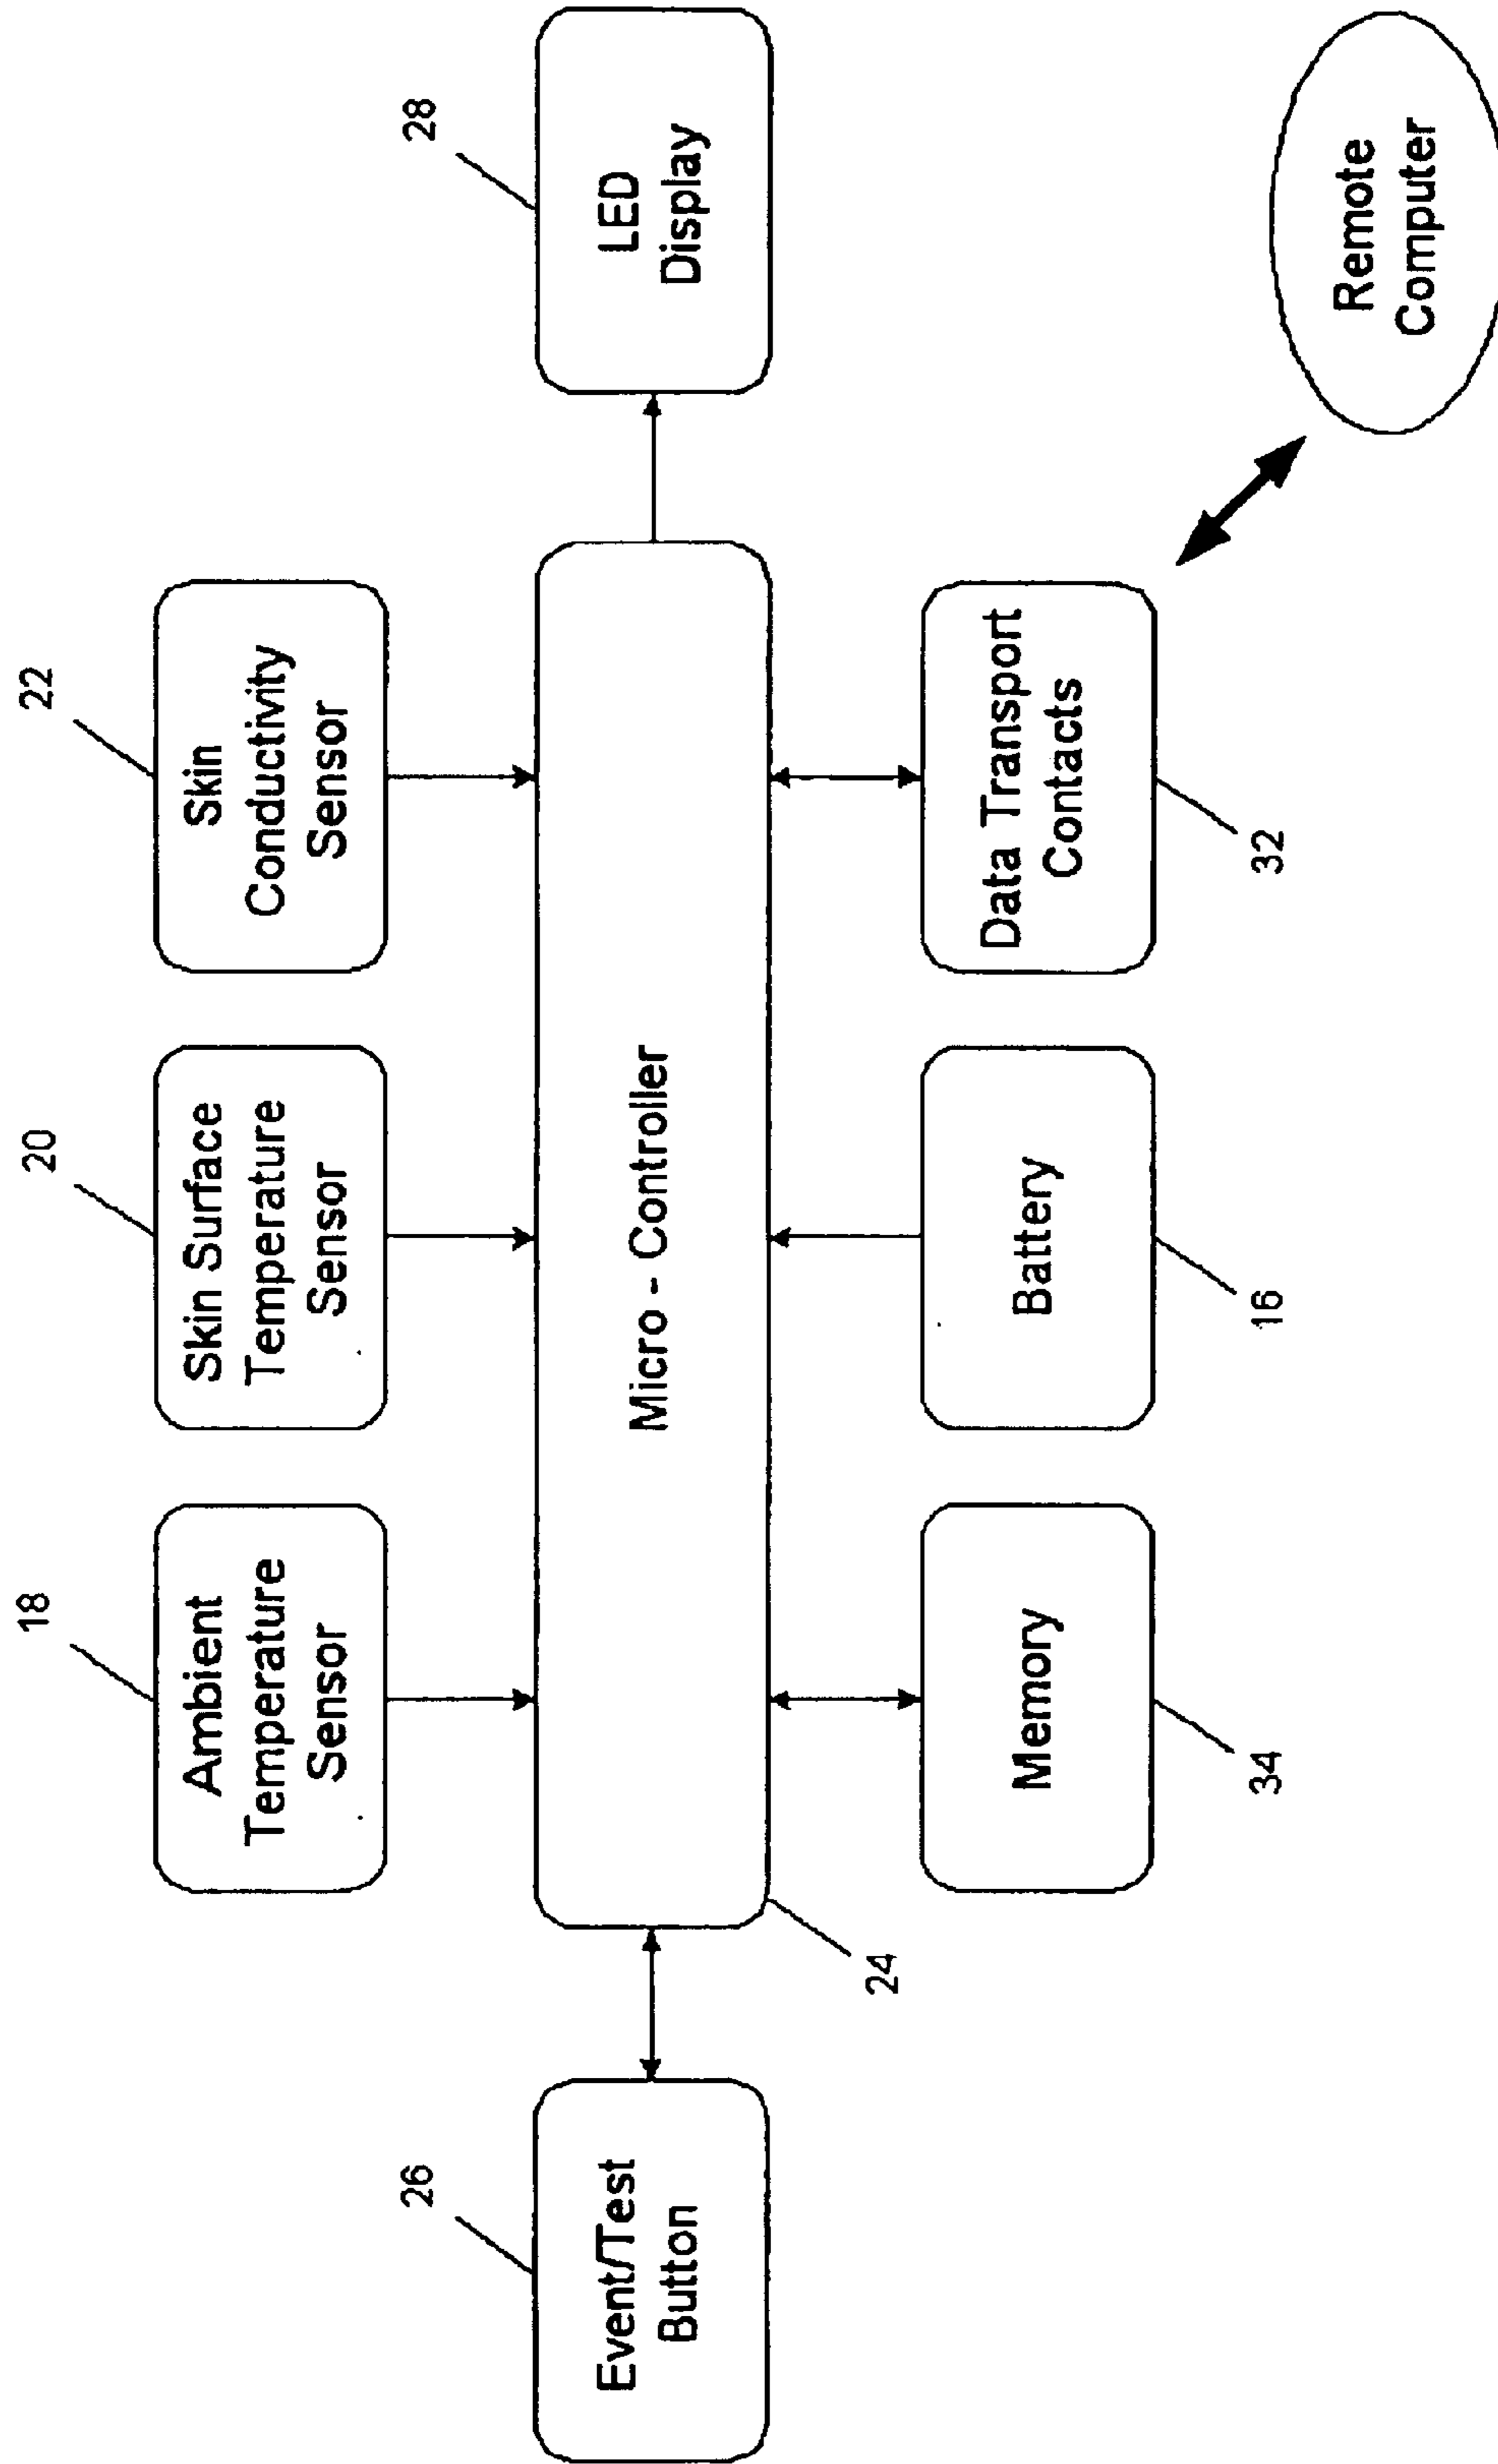 18
20
22
Ambient
Temperature
Sensor
Skin Surface
Temperature
Sensor
Skin
Conductivity
Sensor
26
28
Event/Test
Button
Micro - Controller
LED
Display
24
Memory
Battery
Data Transport
Contacts
34
16
32
Remote
Computer